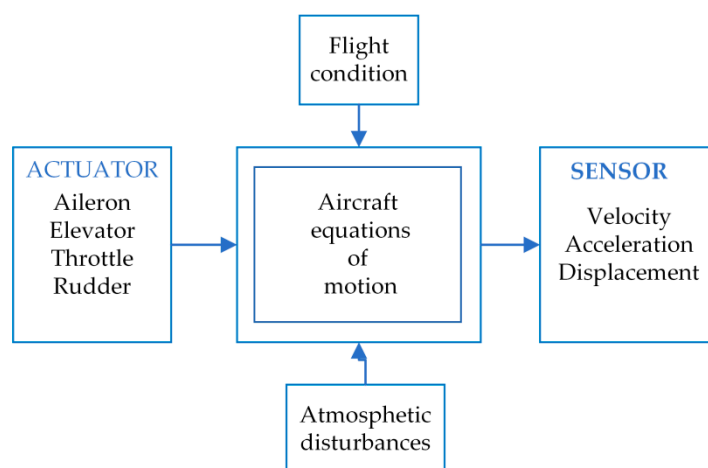 Flight
condition
ACTUATOR
Aileron
Elevator
Throttle
Rudder
Aircraft
equations
of
motion
SENSOR
Velocity
Acceleration
Displacement
Atmosphetic
disturbances